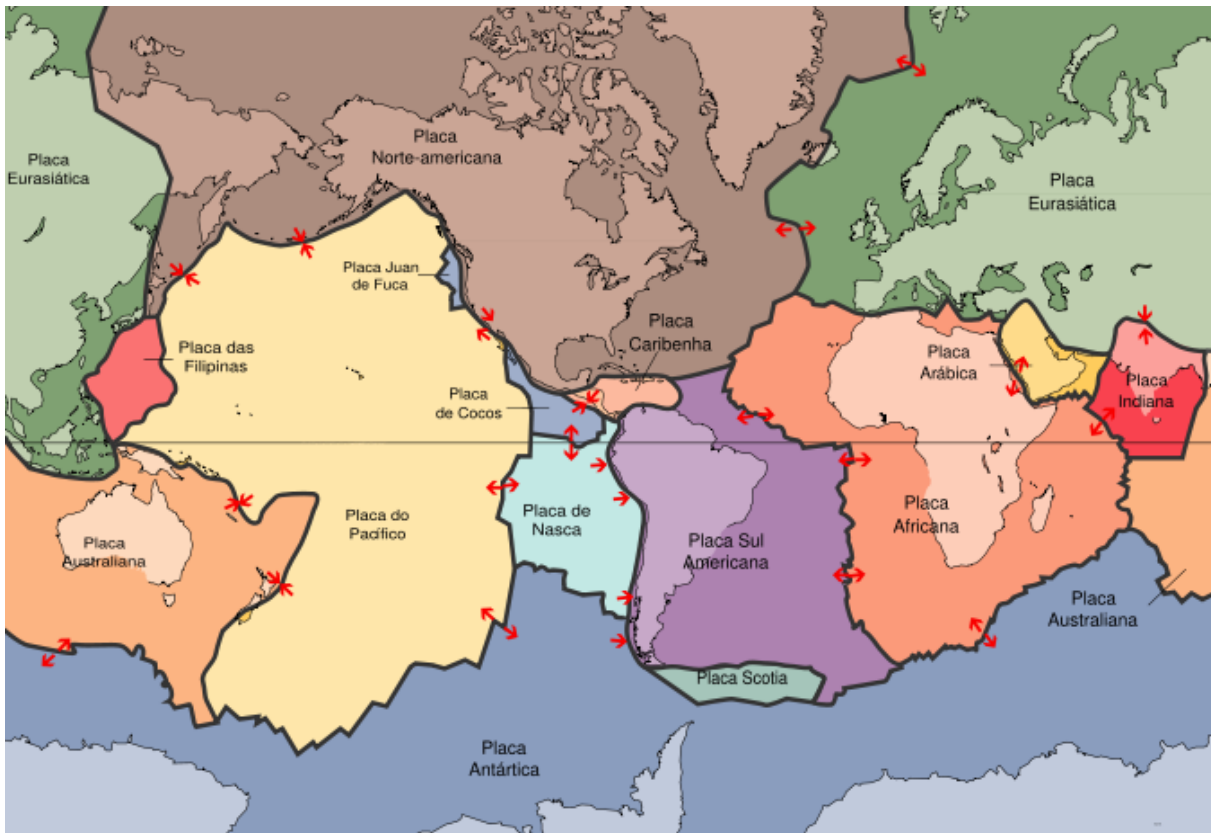 Placa
Norte-americana
Placa
Eurasiática
Placa
Eurasiática
Placa Juan
de Fuca
Placa
Caribenha
Placa das
Filipinas
Placa
Arábica
Placa
Indiana
Placa
de Cocos
Placa de
Nasca
Placa do
Pacífico
Placa
Africana
Placa
Australiana
Placa Sul
Americana
Placa
Australiana
Placa Scotia
Placa
Antártica